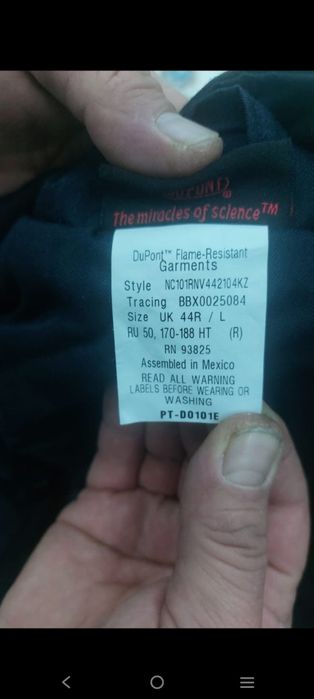 DUPONT®
The miracles of science™
DuPont™ Flame-Resistant
Garments
Style NC101RNV442104KZ
Tracing BBX0025084
Size UK 44R / L
RU 50, 170-188 HT (R)
RN 93825
Assembled in Mexico
READ ALL WARNING
LABELS BEFORE WEARING OR
WASHING
PT-D0101E